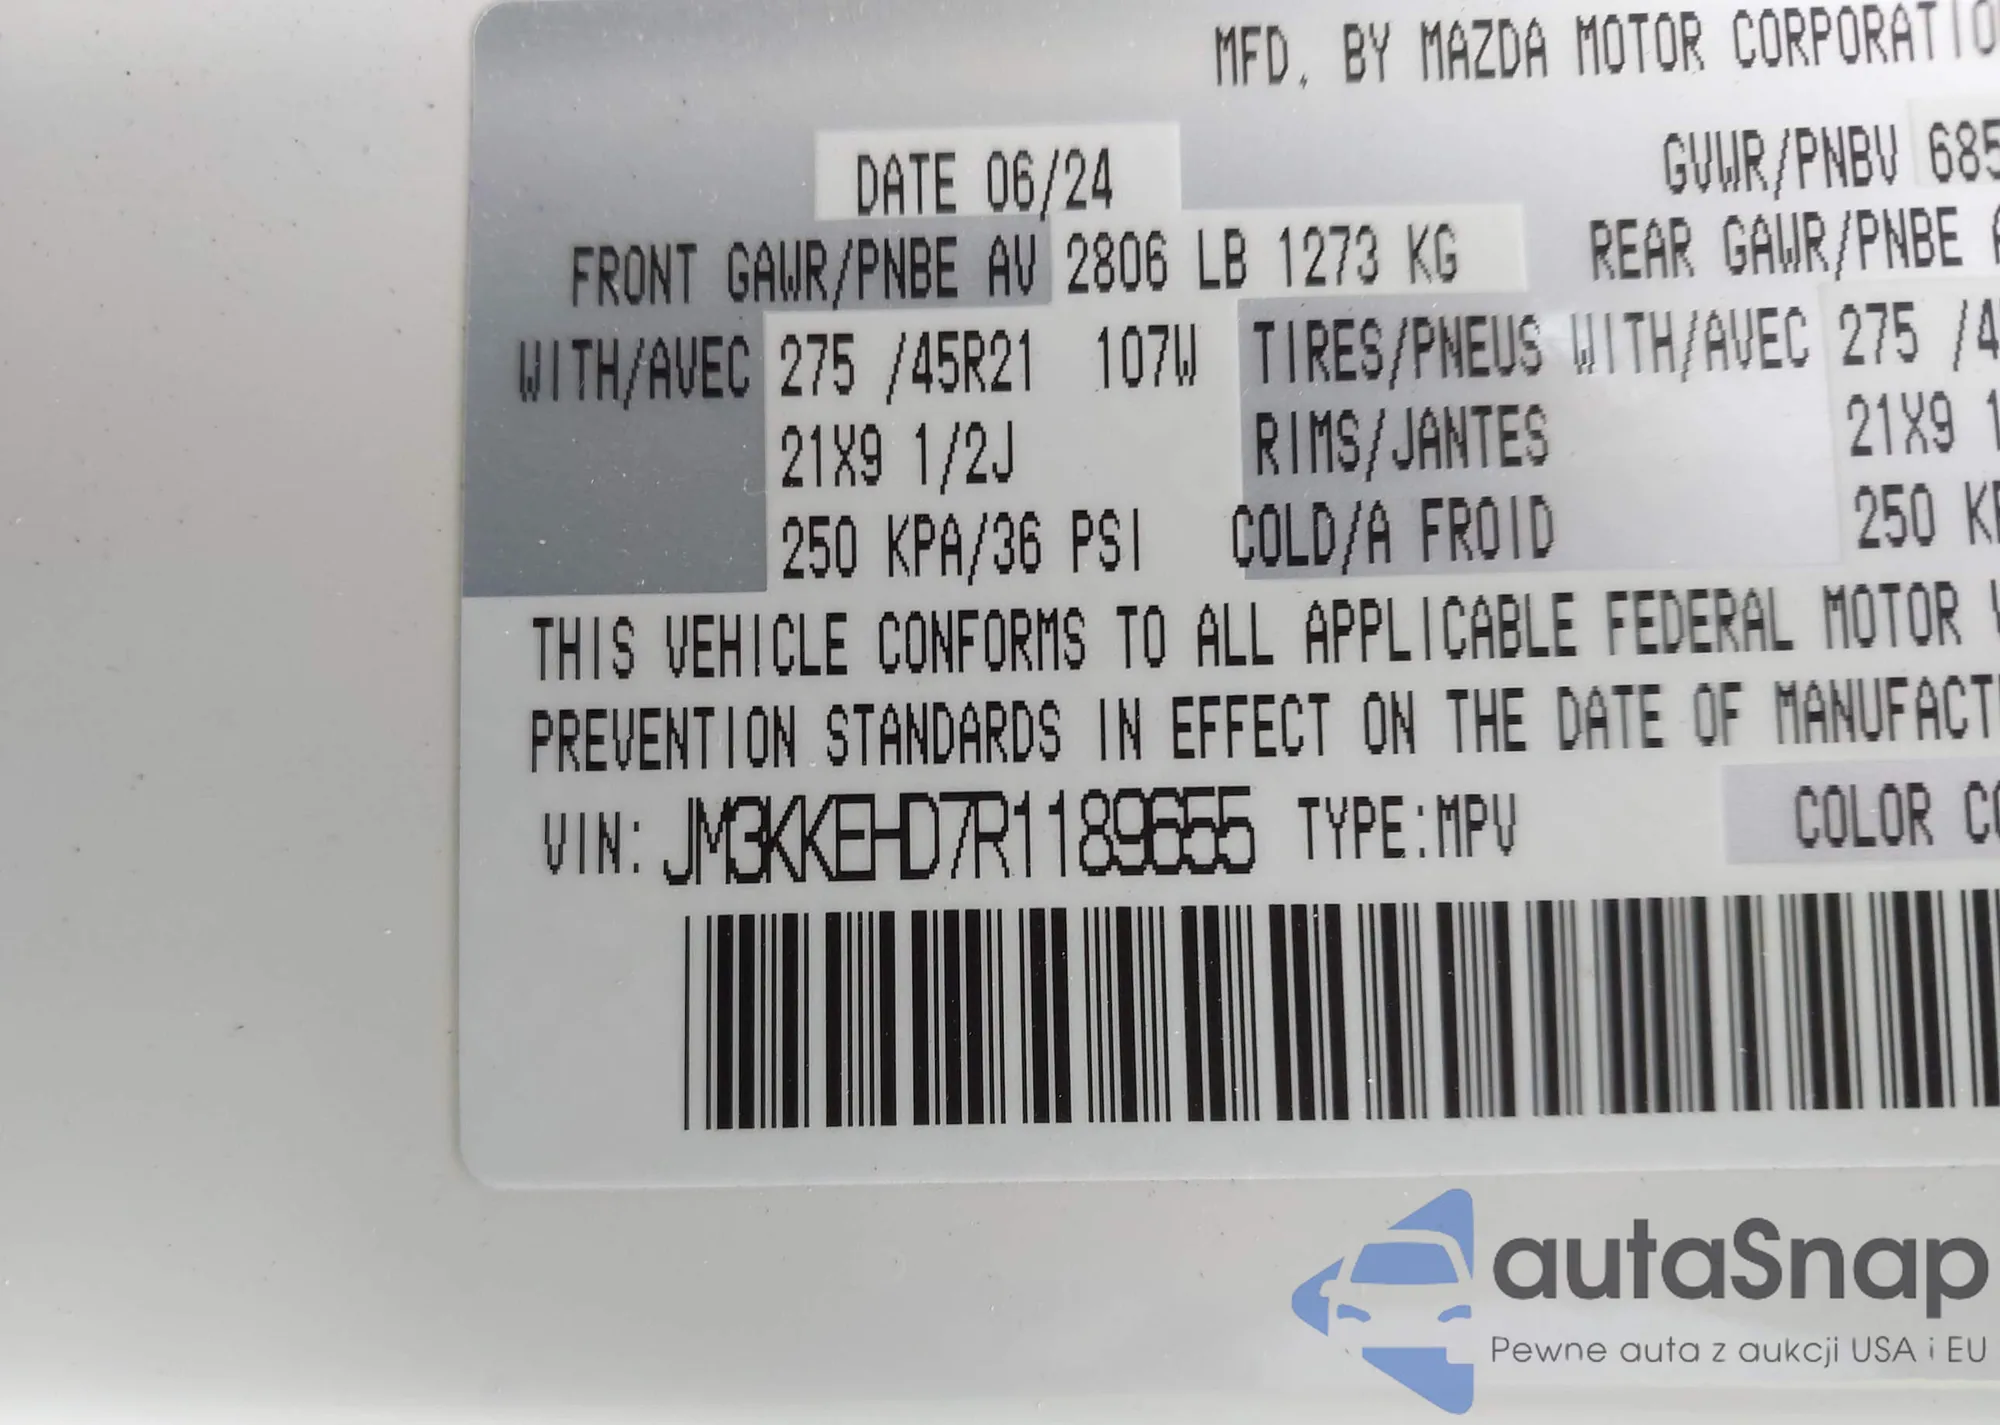 MFD. BY MAZDA MOTOR CORPORATIO
DATE 06/24 GVWR/PNBV 685
FRONT GAWR/PNBE AV 2806 LB 1273 KG REAR GAWR/PNBE A
WITH/AVEC 275 /45R21 107W TIRES/PNEUS WITH/AVEC 275 /4
21X9 1/2J RIMS/JANTES 21X9 1
250 KPA/36 PSI COLD/A FROID 250 KP
THIS VEHICLE CONFORMS TO ALL APPLICABLE FEDERAL MOTOR V
PREVENTION STANDARDS IN EFFECT ON THE DATE OF MANUFACT
VIN: JM3KKEHD7R1189655 TYPE:MPV COLOR CO
autaSnap
Pewne auta z aukcji USA i EU